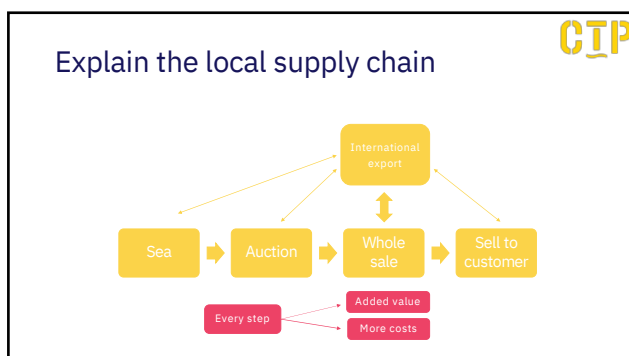 CTP
Explain the local supply chain
International
export
Sea
Auction
Whole
sale
Sell to
customer
Every step
Added value
More costs